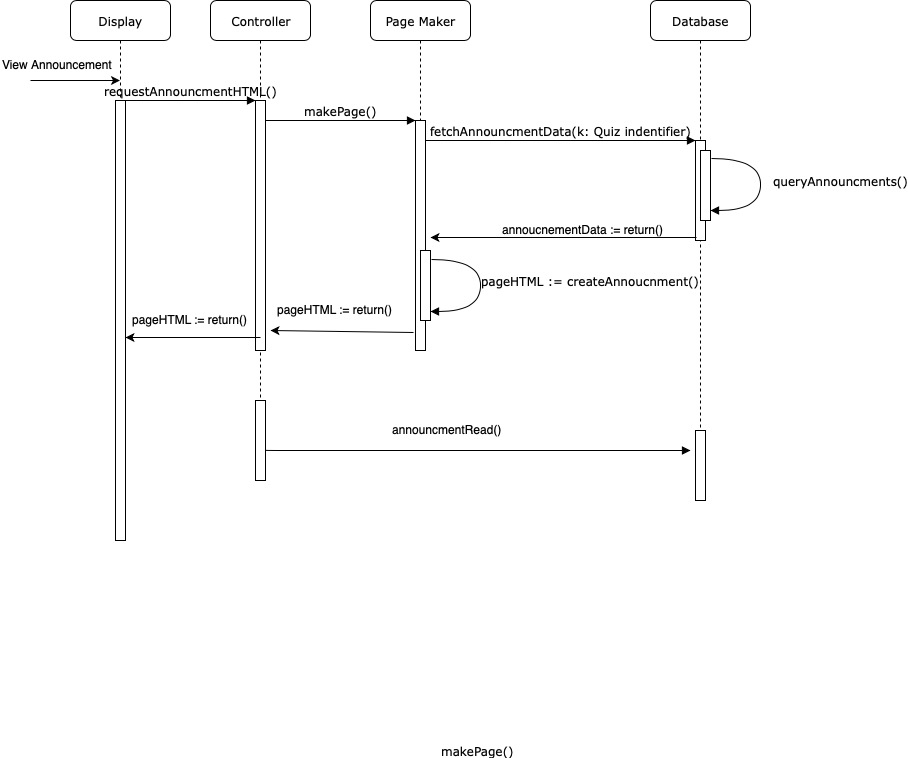 Display
Controller
Page Maker
Database
View Announcement
requestAnnouncmentHTML()
makePage()
fetchAnnouncmentData(k: Quiz indentifier)
queryAnnouncments()
annoucnementData := return()
pageHTML := createAnnoucnment()
pageHTML := return()
pageHTML := return()
announcmentRead()
makePage()